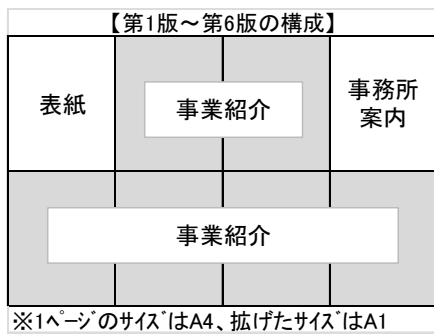 【第1版～第6版の構成】
表紙
事業紹介
事務所
案内
事業紹介
※1ページのサイズはA4、拡げたサイズはA1